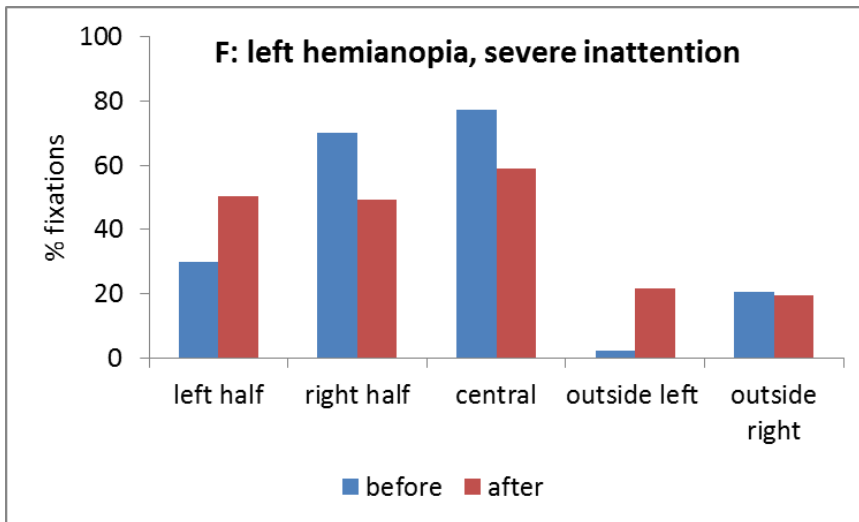 F: left hemianopia, severe inattention
% fixations
100
80
60
40
20
0
left half
right half
central
outside left
outside
right
before
after